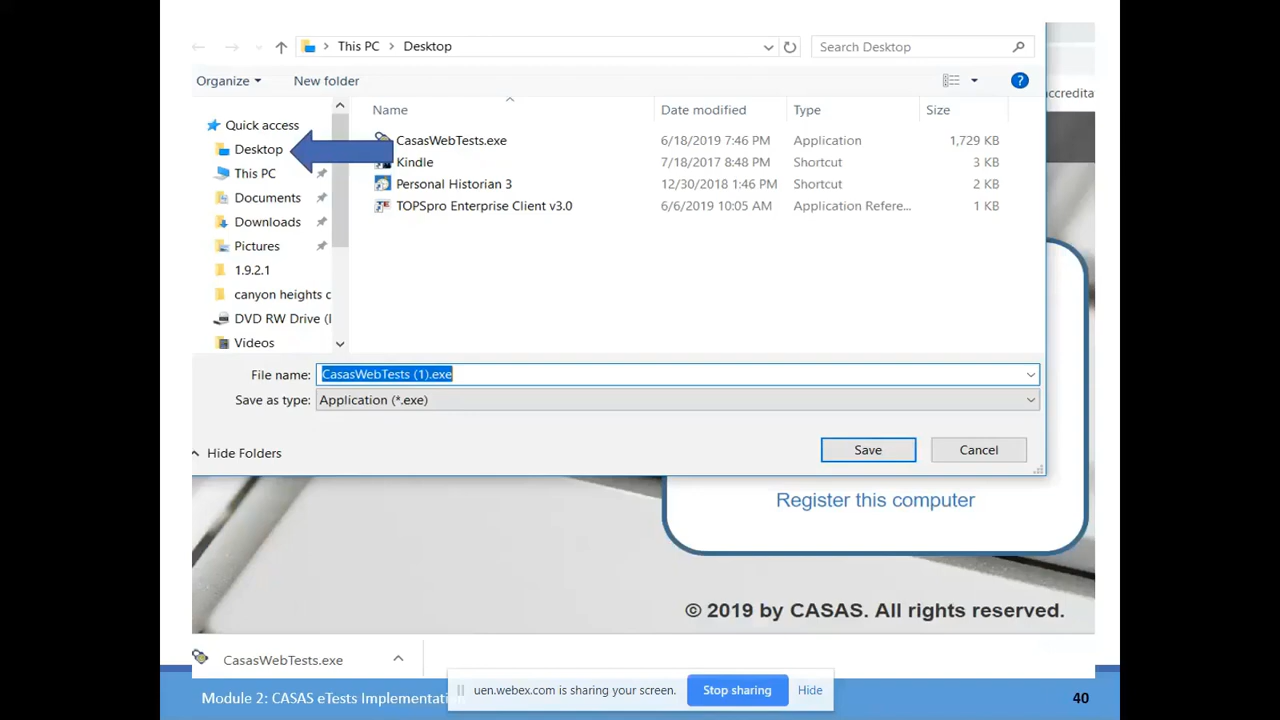 This PC > Desktop
Search Desktop
accredita
Organize
New folder
Name
Date modified
Type
Size
Quick access
Desktop
This PC
Documents
Downloads
Pictures
1.9.2.1
canyon heights c
DVD RW Drive (
Videos
CasasWebTests.exe 6/18/2019 7:46 PM Application 1,729 KB
Kindle 7/18/2017 8:48 PM Shortcut 3 KB
Personal Historian 3 12/30/2018 1:46 PM Shortcut 2 KB
TOPSpro Enterprise Client v3.0 6/6/2019 10:05 AM Application Refere... 1 KB
File name: CasasWebTests (1).exe
Save as type: Application (*.exe)
Hide Folders
Save
Cancel
Register this computer
© 2019 by CASAS. All rights reserved.
CasasWebTests.exe
uen.webex.com is sharing your screen.
Stop sharing
Hide
Module 2: CASAS eTests Implementati
40